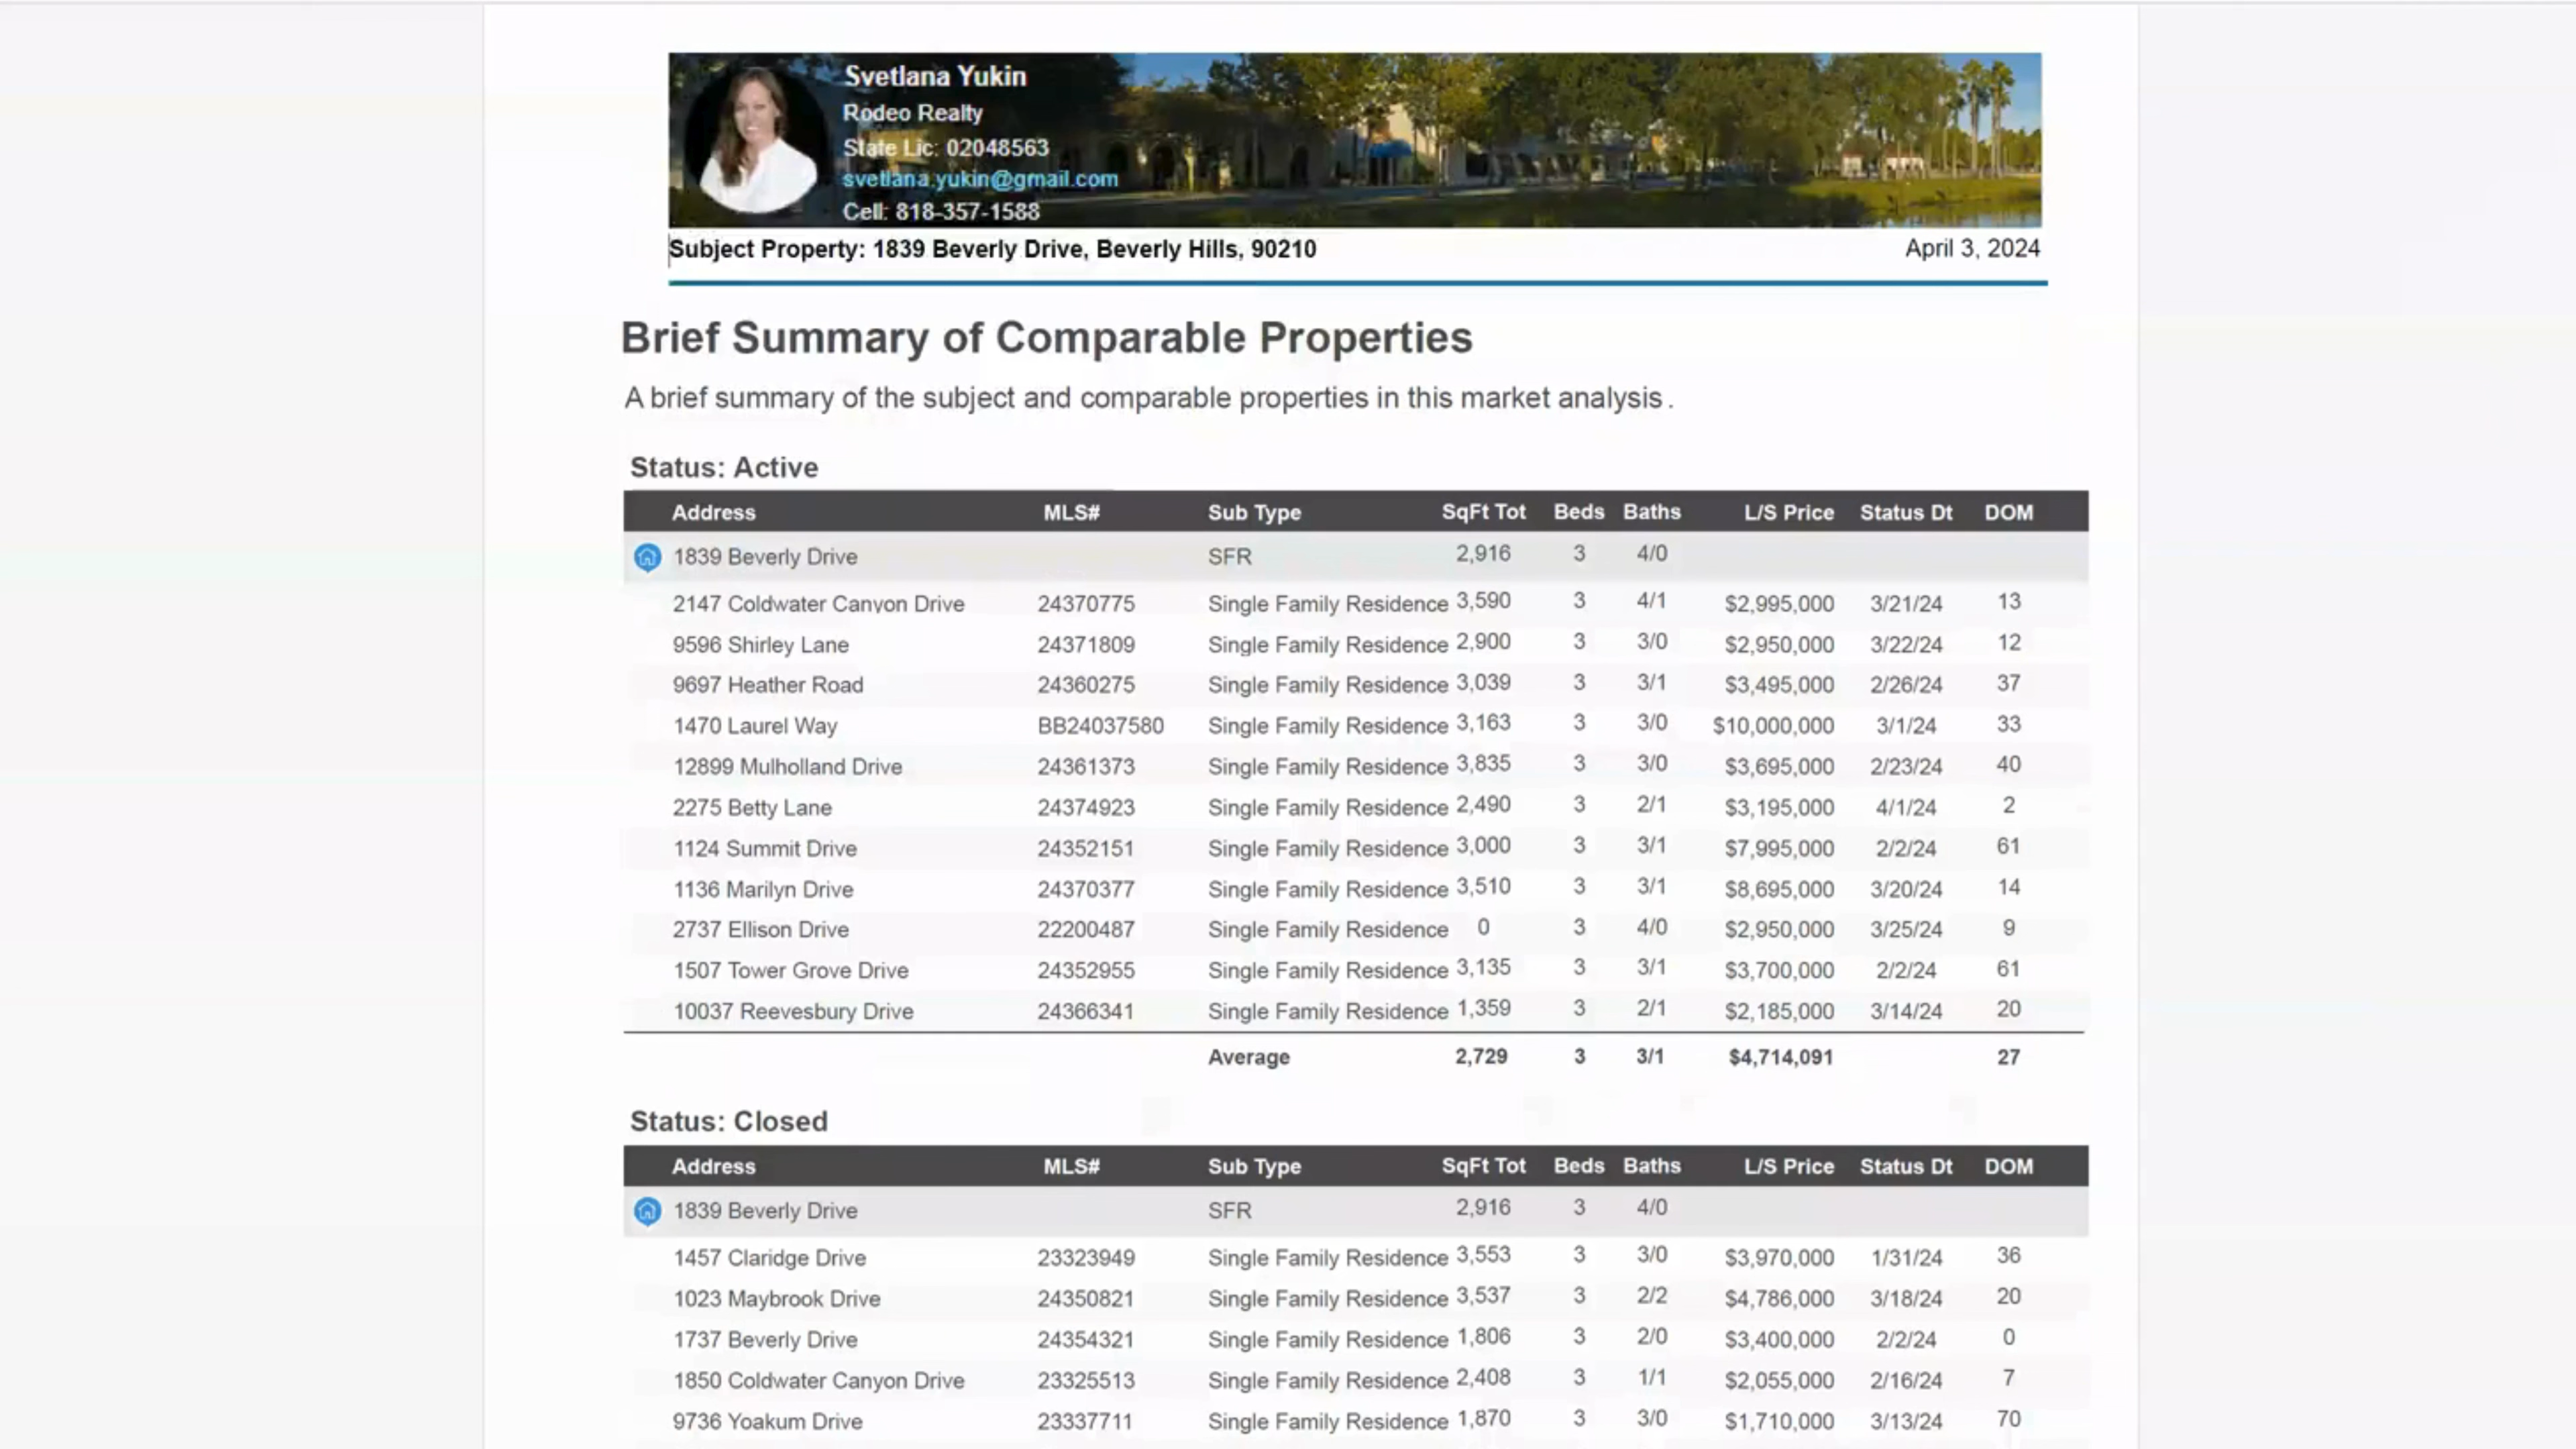 Svetlana Yukin
Rodeo Realty
State Lic: 02048563
svetlana.yukin@gmail.com
Cell: 818-357-1588
Subject Property: 1839 Beverly Drive, Beverly Hills, 90210 April 3, 2024
Brief Summary of Comparable Properties
A brief summary of the subject and comparable properties in this market analysis.
Status: Active
Address MLS# Sub Type SqFt Tot Beds Baths L/S Price Status Dt DOM
1839 Beverly Drive SFR 2,916 3 4/0
2147 Coldwater Canyon Drive 24370775 Single Family Residence 3,590 3 4/1 $2,995,000 3/21/24 13
9596 Shirley Lane 24371809 Single Family Residence 2,900 3 3/0 $2,950,000 3/22/24 12
9697 Heather Road 24360275 Single Family Residence 3,039 3 3/1 $3,495,000 2/26/24 37
1470 Laurel Way BB24037580 Single Family Residence 3,163 3 3/0 $10,000,000 3/1/24 33
12899 Mulholland Drive 24361373 Single Family Residence 3,835 3 3/0 $3,695,000 2/23/24 40
2275 Betty Lane 24374923 Single Family Residence 2,490 3 2/1 $3,195,000 4/1/24 2
1124 Summit Drive 24352151 Single Family Residence 3,000 3 3/1 $7,995,000 2/2/24 61
1136 Marilyn Drive 24370377 Single Family Residence 3,510 3 3/1 $8,695,000 3/20/24 14
2737 Ellison Drive 22200487 Single Family Residence 0 3 4/0 $2,950,000 3/25/24 9
1507 Tower Grove Drive 24352955 Single Family Residence 3,135 3 3/1 $3,700,000 2/2/24 61
10037 Reevesbury Drive 24366341 Single Family Residence 1,359 3 2/1 $2,185,000 3/14/24 20
Average 2,729 3 3/1 $4,714,091 27
Status: Closed
Address MLS# Sub Type SqFt Tot Beds Baths L/S Price Status Dt DOM
1839 Beverly Drive SFR 2,916 3 4/0
1457 Claridge Drive 23323949 Single Family Residence 3,553 3 3/0 $3,970,000 1/31/24 36
1023 Maybrook Drive 24350821 Single Family Residence 3,537 3 2/2 $4,786,000 3/18/24 20
1737 Beverly Drive 24354321 Single Family Residence 1,806 3 2/0 $3,400,000 2/2/24 0
1850 Coldwater Canyon Drive 23325513 Single Family Residence 2,408 3 1/1 $2,055,000 2/16/24 7
9736 Yoakum Drive 23337711 Single Family Residence 1,870 3 3/0 $1,710,000 3/13/24 70